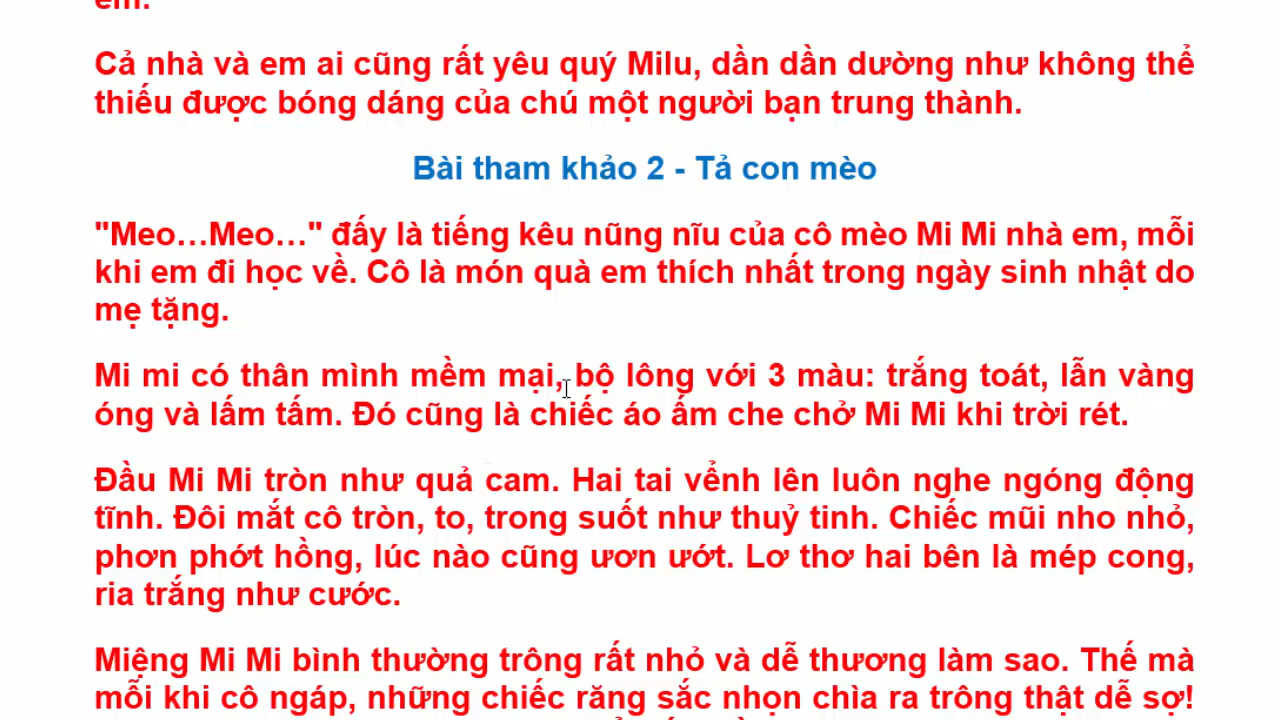 em.
Cả nhà và em ai cũng rất yêu quý Milu, dần dần dường như không thể
thiếu được bóng dáng của chú một người bạn trung thành.
Bài tham khảo 2 - Tả con mèo
"Meo…Meo…" đấy là tiếng kêu nũng nĩu của cô mèo Mi Mi nhà em, mỗi
khi em đi học về. Cô là món quà em thích nhất trong ngày sinh nhật do
mẹ tặng.
Mi mi có thân mình mềm mại, bộ lông với 3 màu: trắng toát, lẫn vàng
óng và lấm tấm. Đó cũng là chiếc áo ấm che chở Mi Mi khi trời rét.
Đầu Mi Mi tròn như quả cam. Hai tai vểnh lên luôn nghe ngóng động
tĩnh. Đôi mắt cô tròn, to, trong suốt như thuỷ tinh. Chiếc mũi nho nhỏ,
phơn phớt hồng, lúc nào cũng ươn ướt. Lơ thơ hai bên là mép cong,
ria trắng như cước.
Miệng Mi Mi bình thường trông rất nhỏ và dễ thương làm sao. Thế mà
mỗi khi cô ngáp, những chiếc răng sắc nhọn chìa ra trông thật dễ sợ!